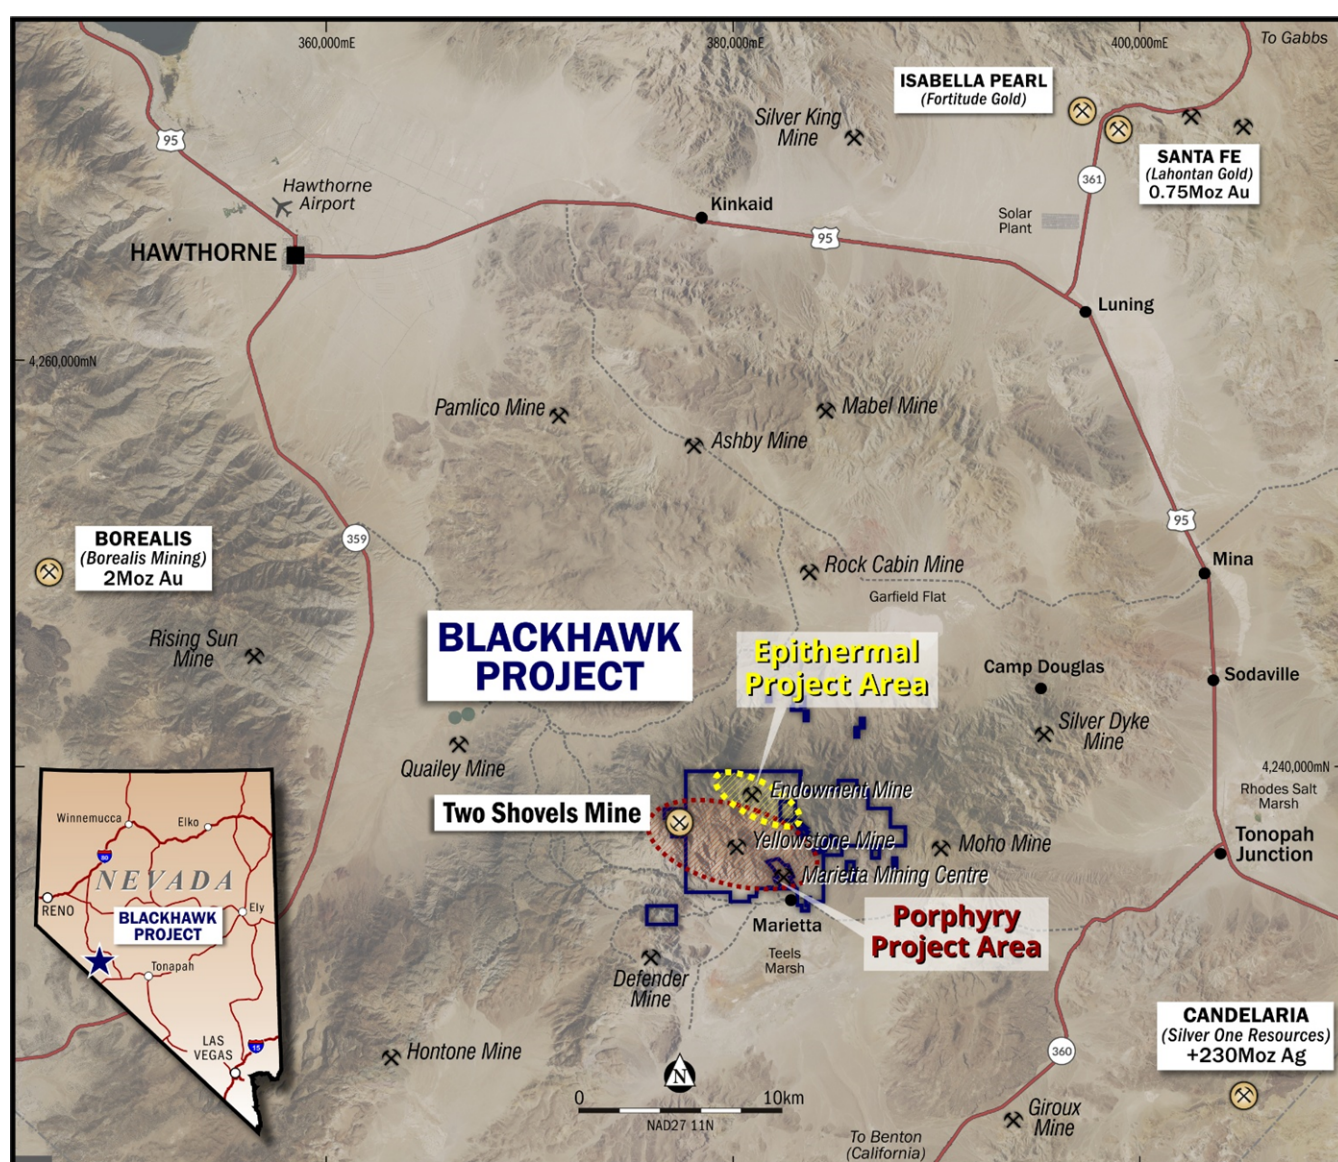 360,000mE
380,000mE
400,000mE
To Gabbs
ISABELLA PEARL
(Fortitude Gold)
Silver King
Mine
95
SANTA FE
(Lahontan Gold)
0.75Moz Au
361
Hawthorne
Airport
Kinkaid
Solar
Plant
HAWTHORNE
95
Luning
4,260,000mN
Pamlico Mine
Mabel Mine
Ashby Mine
95
BOREALIS
(Borealis Mining)
2Moz Au
359
Mina
Rock Cabin Mine
Garfield Flat
Rising Sun
Mine
BLACKHAWK
PROJECT
Epithermal
Project Area
Camp Douglas
Sodaville
Silver Dyke
Mine
Quailey Mine
4,240,000mN
Endowment Mine
Rhodes Salt
Marsh
Two Shovels Mine
Yellowstone Mine
Moho Mine
Tonopah
Junction
Marietta Mining Centre
Marietta
Porphyry
Project Area
Teels
Marsh
Defender
Mine
Winnemucca
Elko
80
NEVADA
RENO
Ely
BLACKHAWK
PROJECT
Tonapah
LAS
VEGAS
15
CANDELARIA
(Silver One Resources)
+230Moz Ag
Hontone Mine
360
N
0
10km
NAD27 11N
Giroux
Mine
To Benton
(California)